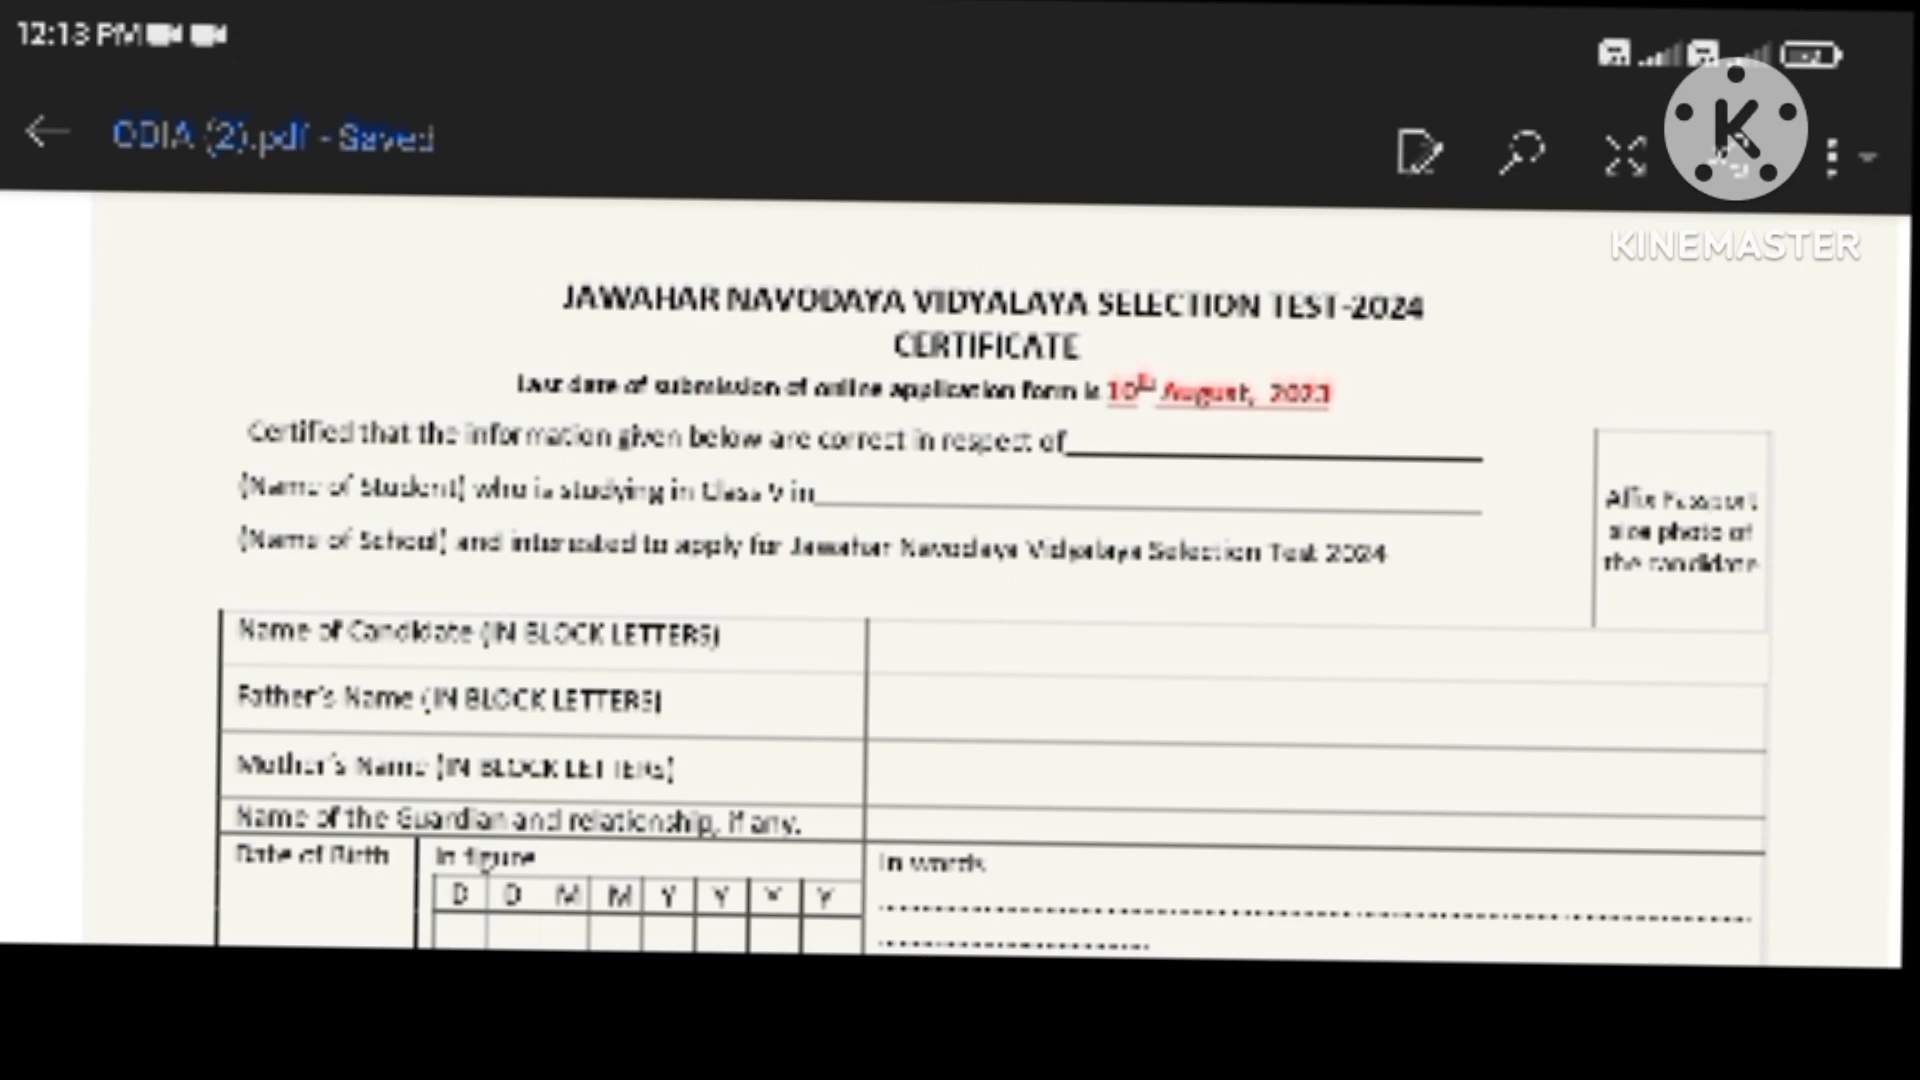 12:13 PM
ODIA (2).pdf - Saved
K
KINEMASTER
JAWAHAR NAVODAYA VIDYALAYA SELECTION TEST-2024
CERTIFICATE
Last date of submission of online application form is 10th August, 2023
Certified that the information given below are correct in respect of
(Name of Student) who is studying in Class V in
(Name of School) and interested to apply for Jawahar Navodaya Vidyalaya Selection Test 2024
Affix Passport
size photo of
the candidate
Name of Candidate (IN BLOCK LETTERS)
Father's Name (IN BLOCK LETTERS)
Mother's Name (IN BLOCK LETTERS)
Name of the Guardian and relationship, if any.
Date of Birth In figure In words
D D M M Y Y Y Y